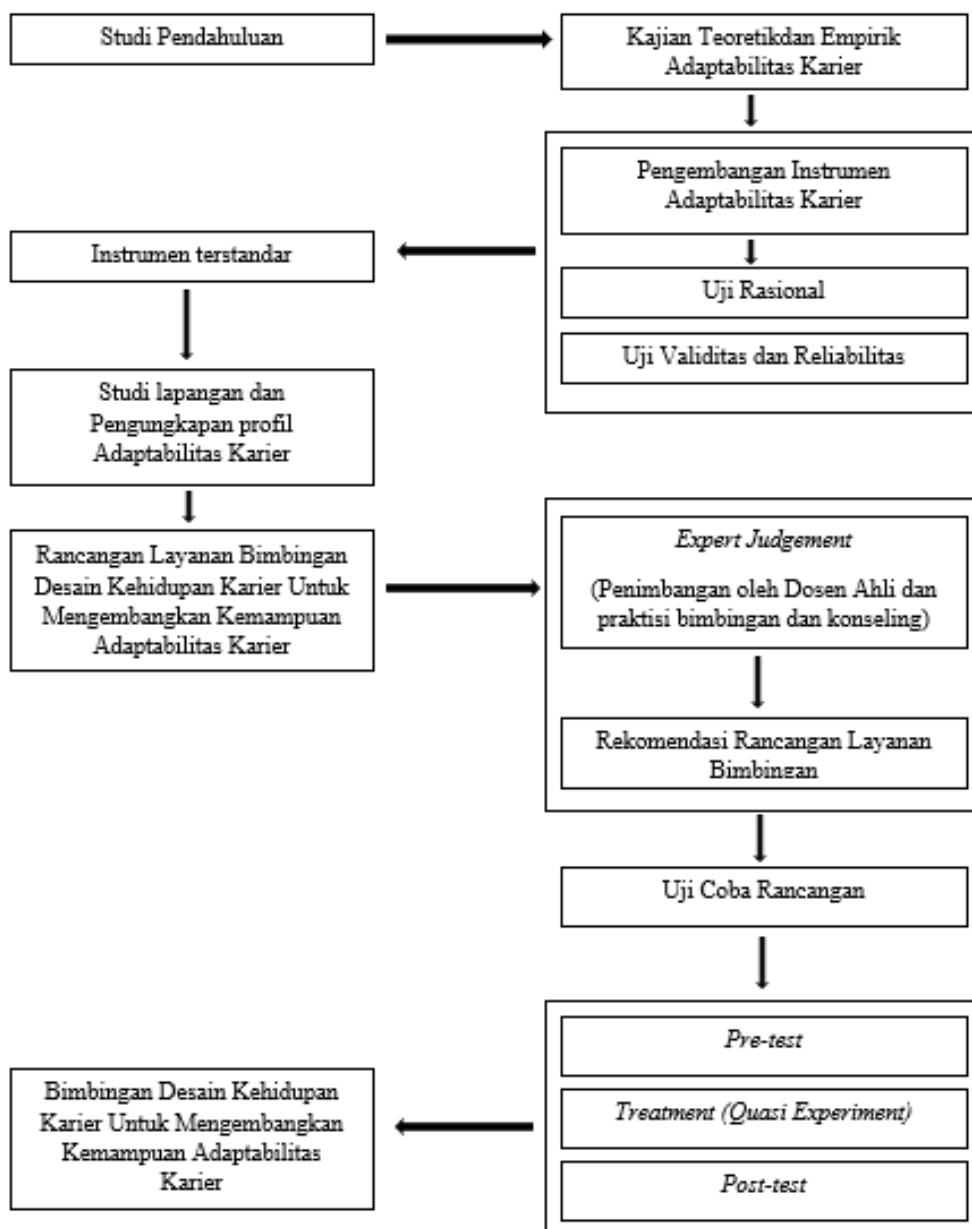 Studi Pendahuluan
Kajian Teoretikdan Empirik
Adaptabilitas Karier
Pengembangan Instrumen
Adaptabilitas Karier
Uji Rasional
Uji Validitas dan Reliabilitas
Instrumen terstandar
Studi lapangan dan
Pengungkapan profil
Adaptabilitas Karier
Rancangan Layanan Bimbingan
Desain Kehidupan Karier Untuk
Mengembangkan Kemampuan
Adaptabilitas Karier
Expert Judgement
(Penimbangan oleh Dosen Ahli dan
praktisi bimbingan dan konseling)
Rekomendasi Rancangan Layanan
Bimbingan
Uji Coba Rancangan
Pre-test
Treatment (Quasi Experiment)
Post-test
Bimbingan Desain Kehidupan
Karier Untuk Mengembangkan
Kemampuan Adaptabilitas
Karier